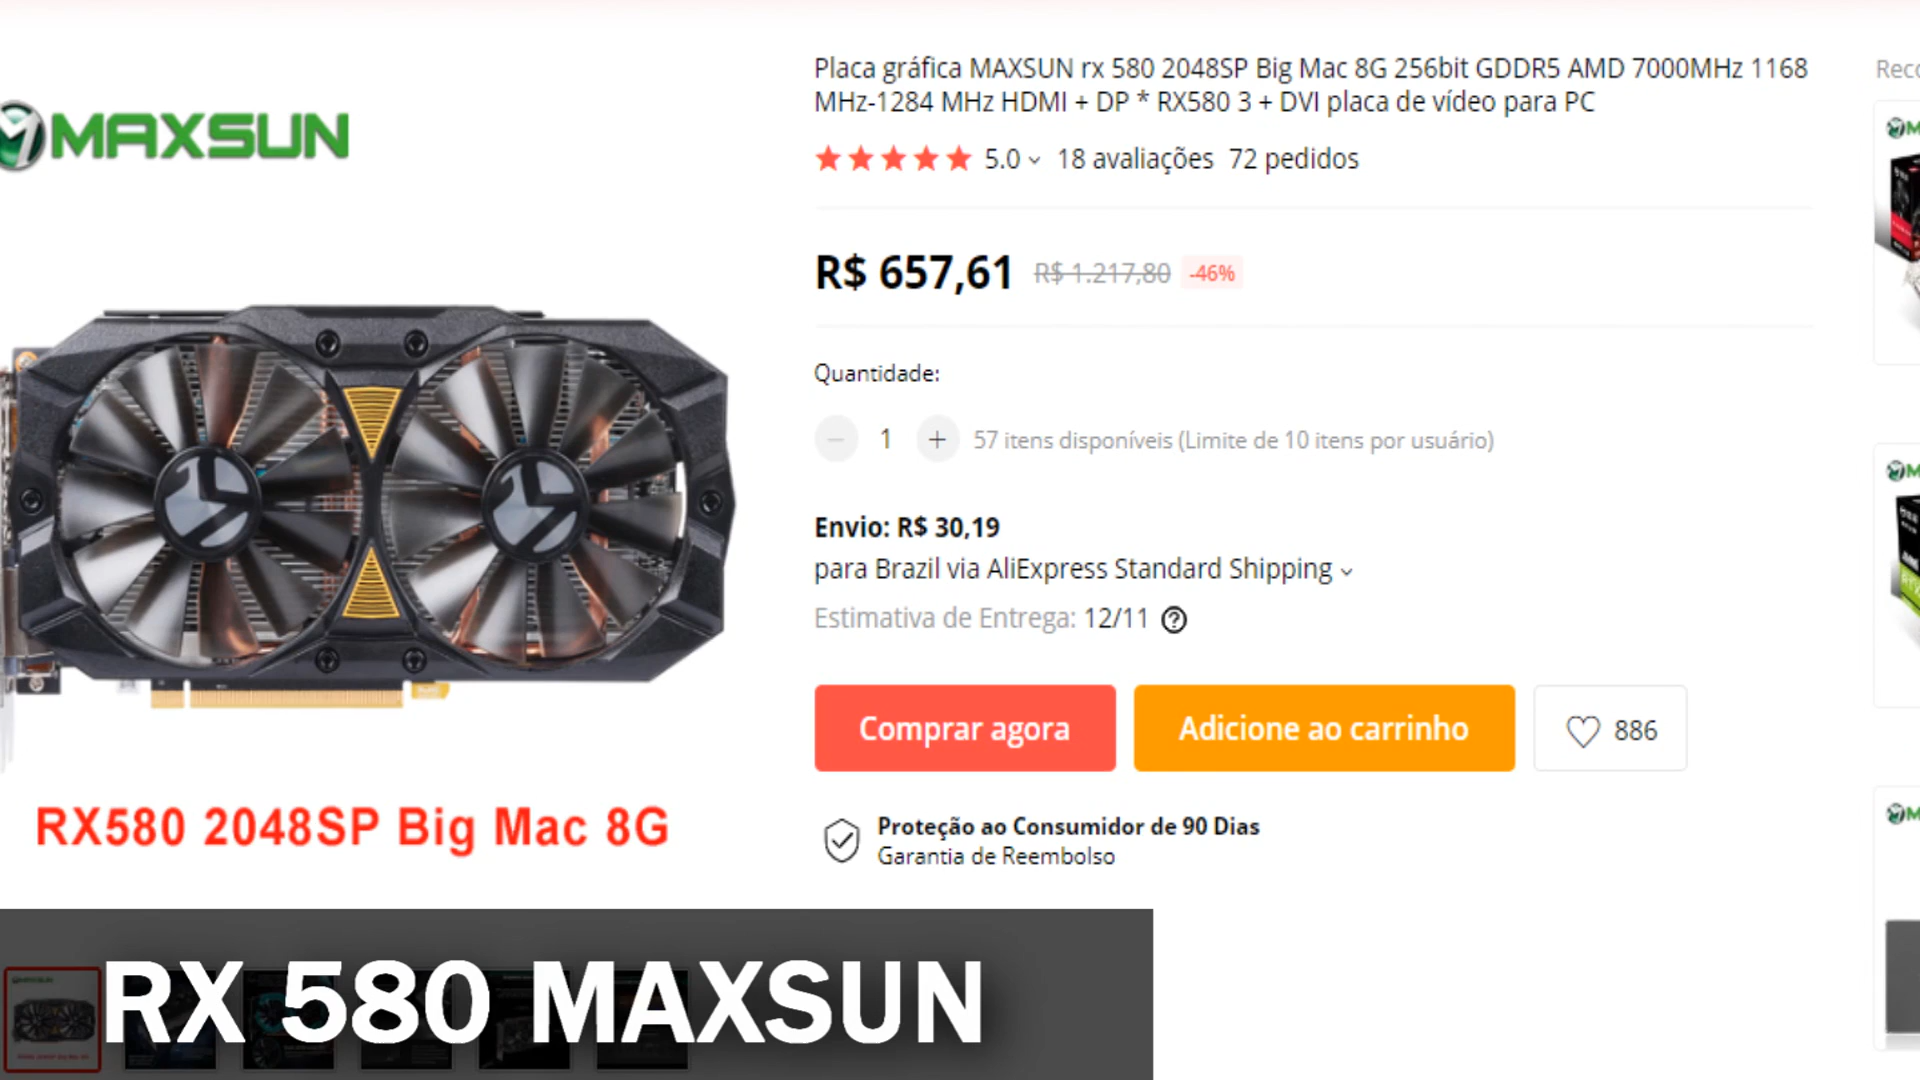 MAXSUN
Placa gráfica MAXSUN rx 580 2048SP Big Mac 8G 256bit GDDR5 AMD 7000MHz 1168
MHz-1284 MHz HDMI + DP * RX580 3 + DVI placa de vídeo para PC
5.0 18 avaliações 72 pedidos
R$ 657,61 R$ 1.217,80 -46%
Quantidade:
1 + 57 itens disponíveis (Limite de 10 itens por usuário)
Envio: R$ 30,19
para Brazil via AliExpress Standard Shipping
Estimativa de Entrega: 12/11
Comprar agora Adicione ao carrinho 886
RX580 2048SP Big Mac 8G
Proteção ao Consumidor de 90 Dias
Garantia de Reembolso
RX 580 MAXSUN